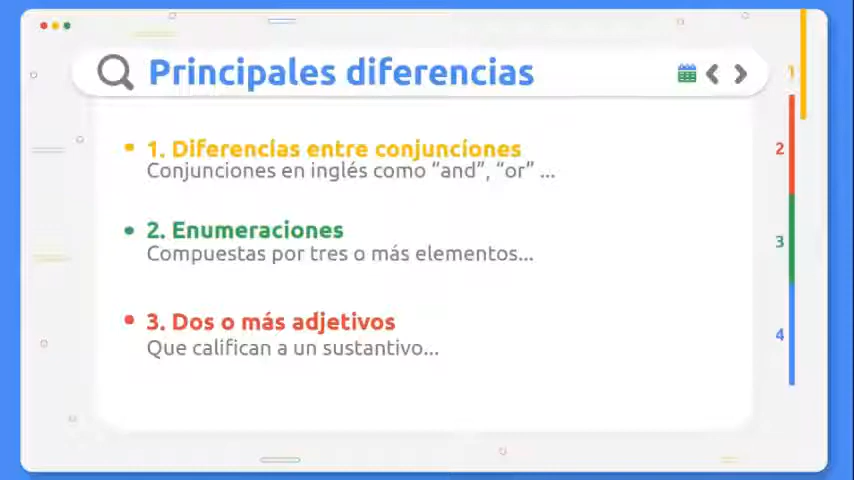 Principales diferencias
1
1. Diferencias entre conjunciones
Conjunciones en inglés como “and”, “or” ...
2
2. Enumeraciones
Compuestas por tres o más elementos...
3
3. Dos o más adjetivos
Que califican a un sustantivo...
4